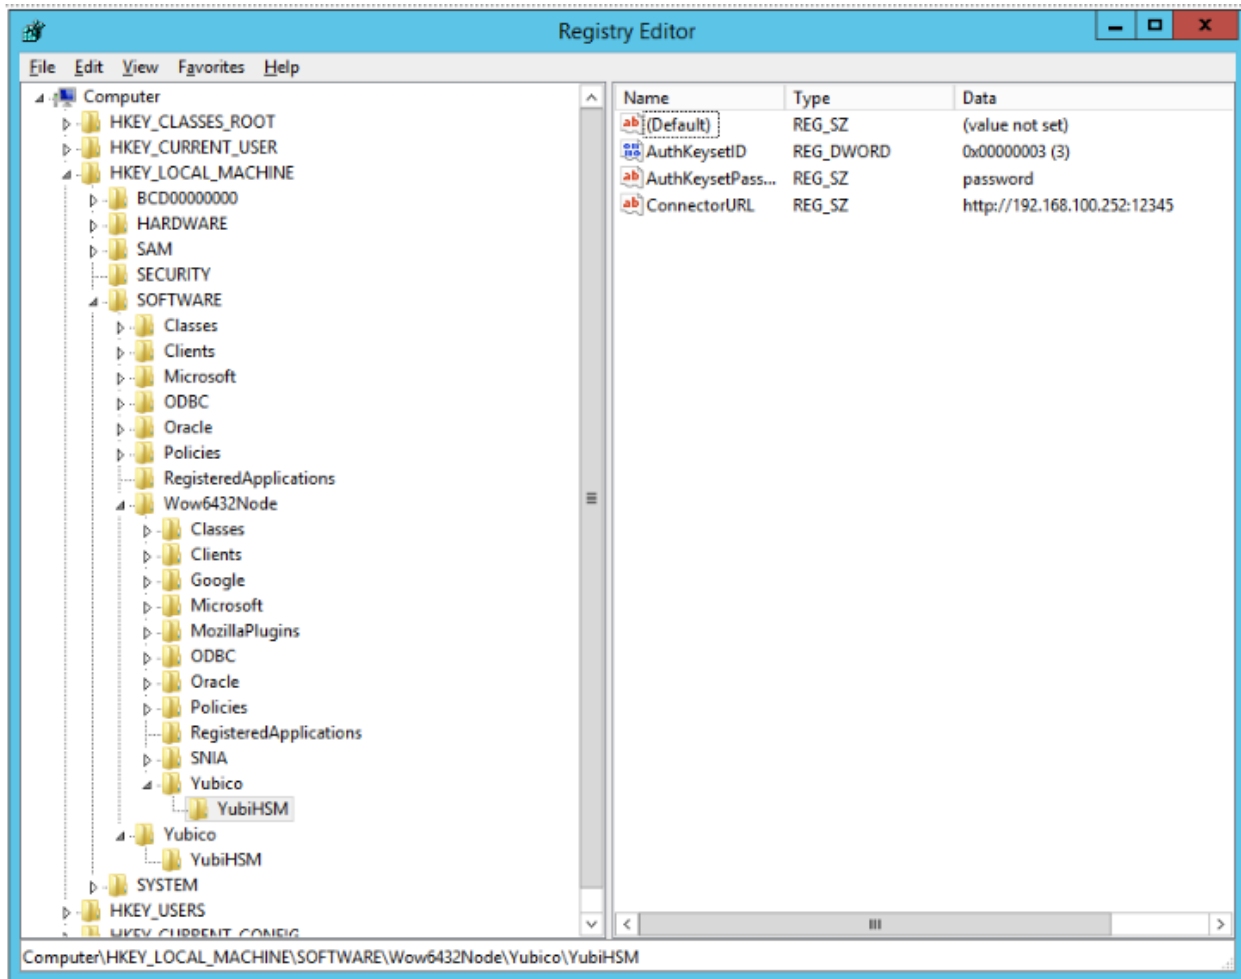 Registry Editor
File Edit View Favorites Help
Computer
HKEY_CLASSES_ROOT
HKEY_CURRENT_USER
HKEY_LOCAL_MACHINE
BCD00000000
HARDWARE
SAM
SECURITY
SOFTWARE
Classes
Clients
Microsoft
ODBC
Oracle
Policies
RegisteredApplications
Wow6432Node
Classes
Clients
Google
Microsoft
MozillaPlugins
ODBC
Oracle
Policies
RegisteredApplications
SNIA
Yubico
YubiHSM
Yubico
YubiHSM
SYSTEM
HKEY_USERS
HKEY_CURRENT_CONFIG
Name Type Data
(Default) REG_SZ (value not set)
AuthKeysetID REG_DWORD 0x00000003 (3)
AuthKeysetPass... REG_SZ password
ConnectorURL REG_SZ http://192.168.100.252:12345
Computer\HKEY_LOCAL_MACHINE\SOFTWARE\Wow6432Node\Yubico\YubiHSM